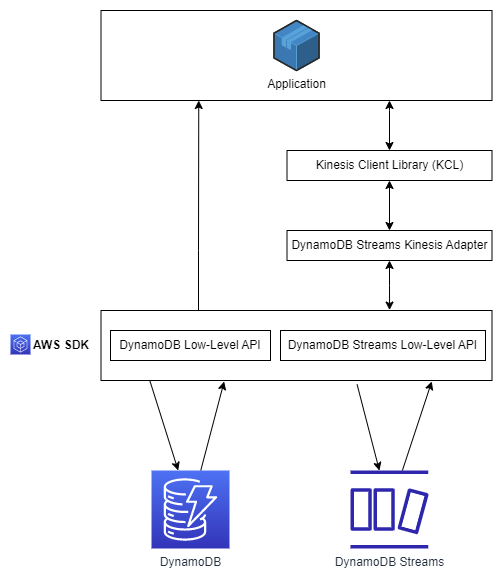 Application
Kinesis Client Library (KCL)
DynamoDB Streams Kinesis Adapter
AWS SDK
DynamoDB Low-Level API
DynamoDB Streams Low-Level API
DynamoDB
DynamoDB Streams